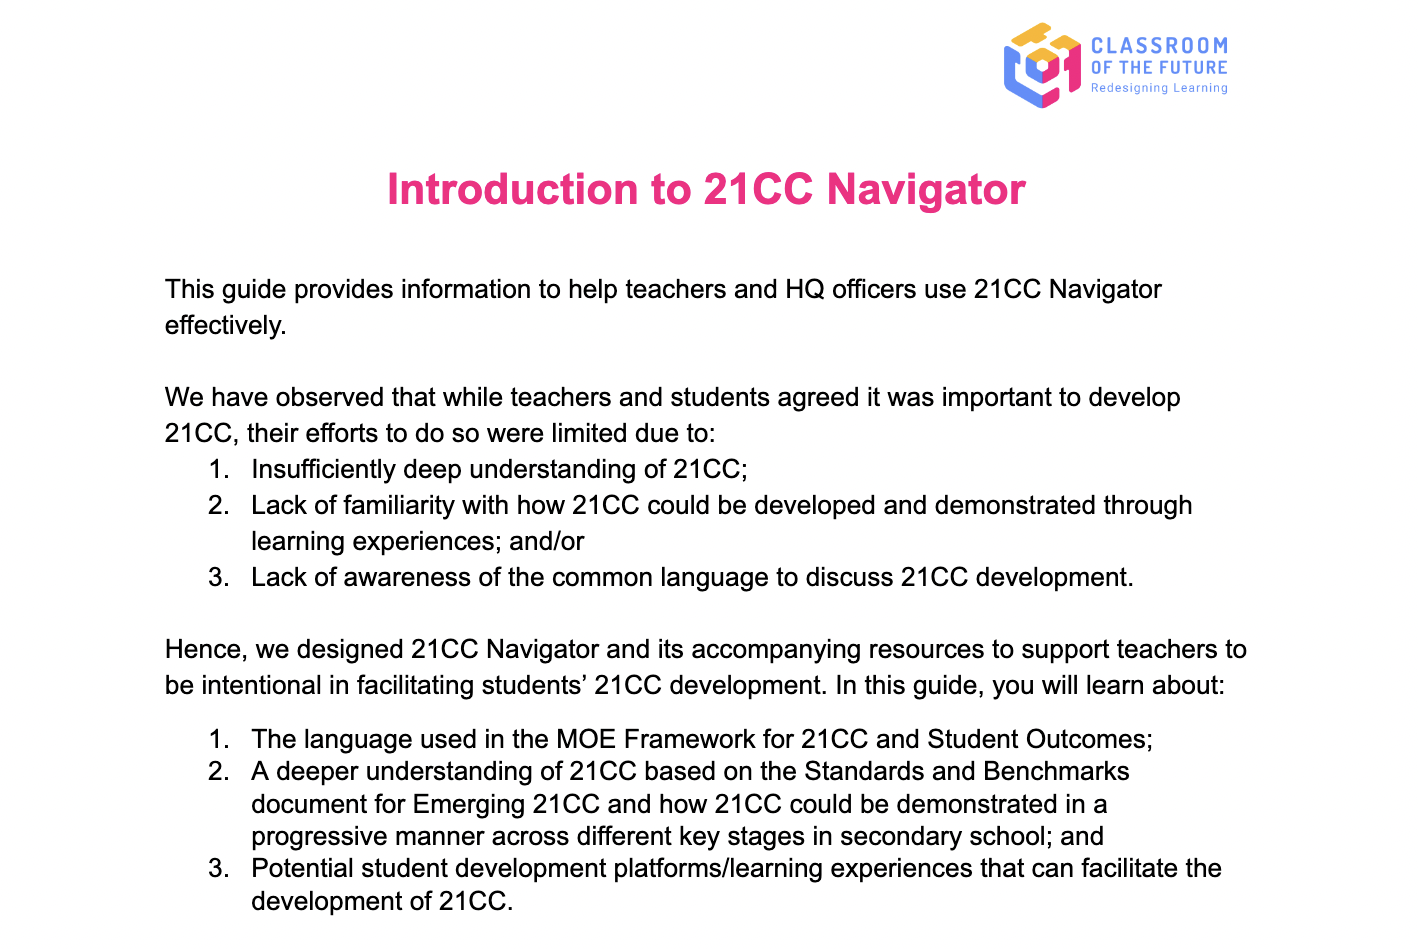 CLASSROOM
OF THE FUTURE
Redesigning Learning
Introduction to 21CC Navigator
This guide provides information to help teachers and HQ officers use 21CC Navigator
effectively.
We have observed that while teachers and students agreed it was important to develop
21CC, their efforts to do so were limited due to:
1. Insufficiently deep understanding of 21CC;
2. Lack of familiarity with how 21CC could be developed and demonstrated through
learning experiences; and/or
3. Lack of awareness of the common language to discuss 21CC development.
Hence, we designed 21CC Navigator and its accompanying resources to support teachers to
be intentional in facilitating students’ 21CC development. In this guide, you will learn about:
1. The language used in the MOE Framework for 21CC and Student Outcomes;
2. A deeper understanding of 21CC based on the Standards and Benchmarks
document for Emerging 21CC and how 21CC could be demonstrated in a
progressive manner across different key stages in secondary school; and
3. Potential student development platforms/learning experiences that can facilitate the
development of 21CC.